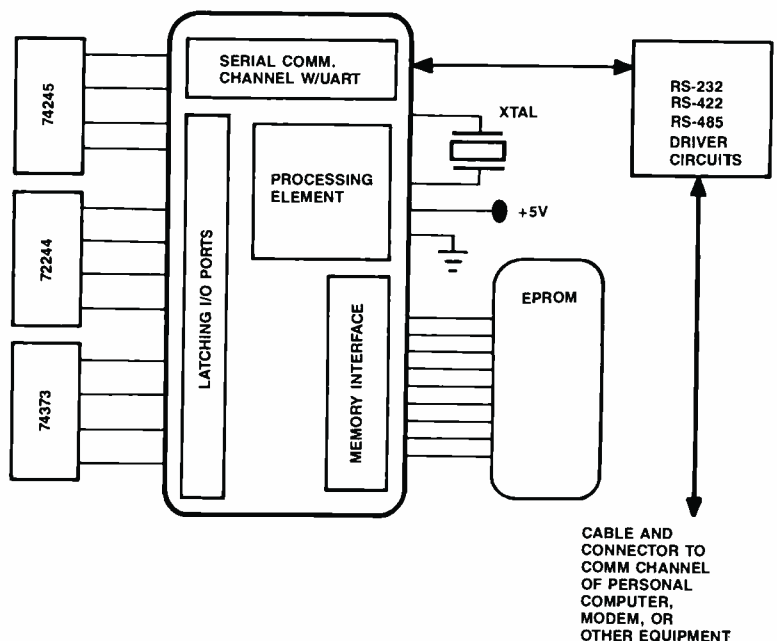 74245
72244
74373
SERIAL COMM.
CHANNEL W/UART
LATCHING I/O PORTS
PROCESSING
ELEMENT
MEMORY INTERFACE
XTAL
+5V
EPROM
RS-232
RS-422
RS-485
DRIVER
CIRCUITS
CABLE AND
CONNECTOR TO
COMM CHANNEL
OF PERSONAL
COMPUTER,
MODEM, OR
OTHER EQUIPMENT